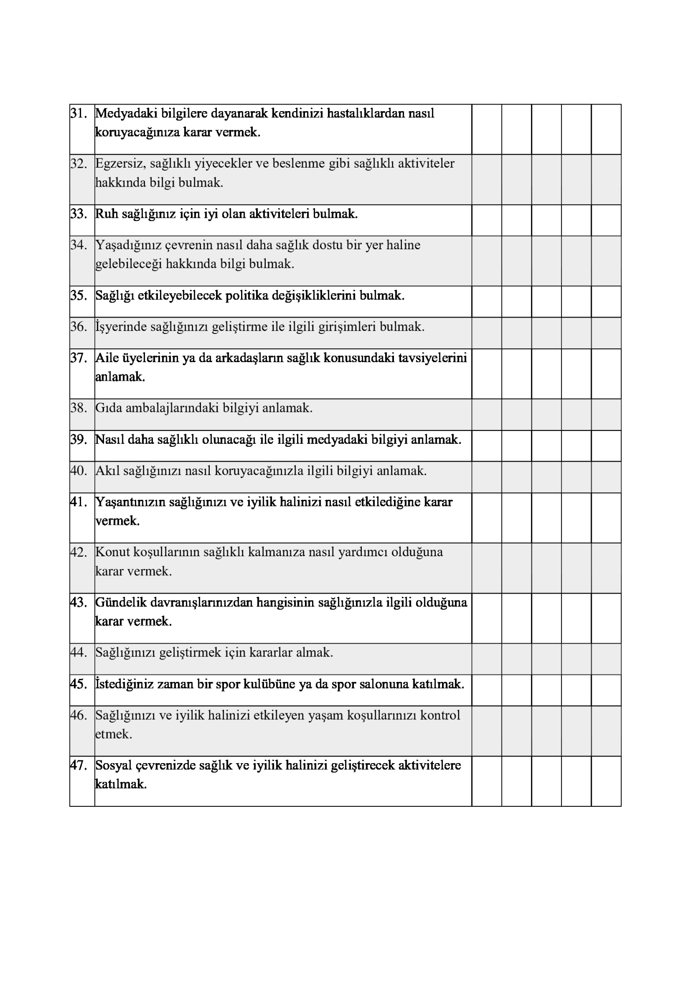 31. Medyadaki bilgilere dayanarak kendinizi hastalıklardan nasıl
koruyacağınıza karar vermek.
32. Egzersiz, sağlıklı yiyecekler ve beslenme gibi sağlıklı aktiviteler
hakkında bilgi bulmak.
33. Ruh sağlığınız için iyi olan aktiviteleri bulmak.
34. Yaşadığınız çevrenin nasıl daha sağlık dostu bir yer haline
gelebileceği hakkında bilgi bulmak.
35. Sağlığı etkileyebilecek politika değişikliklerini bulmak.
36. İşyerinde sağlığınızı geliştirme ile ilgili girişimleri bulmak.
37. Aile üyelerinin ya da arkadaşların sağlık konusundaki tavsiyelerini
anlamak.
38. Gıda ambalajlarındaki bilgiyi anlamak.
39. Nasıl daha sağlıklı olunacağı ile ilgili medyadaki bilgiyi anlamak.
40. Akıl sağlığınızı nasıl koruyacağınızla ilgili bilgiyi anlamak.
41. Yaşantınızın sağlığınızı ve iyilik halinizi nasıl etkilediğine karar
vermek.
42. Konut koşullarının sağlıklı kalmanıza nasıl yardımcı olduğuna
karar vermek.
43. Gündelik davranışlarınızdan hangisinin sağlığınızla ilgili olduğuna
karar vermek.
44. Sağlığınızı geliştirmek için kararlar almak.
45. İstediğiniz zaman bir spor kulübüne ya da spor salonuna katılmak.
46. Sağlığınızı ve iyilik halinizi etkileyen yaşam koşullarınızı kontrol
etmek.
47. Sosyal çevrenizde sağlık ve iyilik halinizi geliştirecek aktivitelere
katılmak.